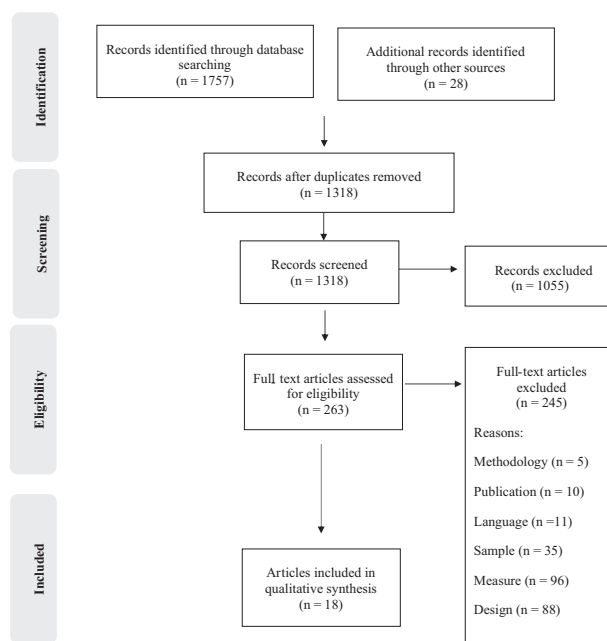 Identification
Records identified through database
searching
(n = 1757)
Additional records identified
through other sources
(n = 28)
Screening
Records after duplicates removed
(n = 1318)
Records screened
(n = 1318)
Records excluded
(n = 1055)
Eligibility
Full text articles assessed
for eligibility
(n = 263)
Full-text articles
excluded
(n = 245)
Reasons:
Methodology (n = 5)
Publication (n = 10)
Language (n =11)
Sample (n = 35)
Measure (n = 96)
Design (n = 88)
Included
Articles included in
qualitative synthesis
(n = 18)